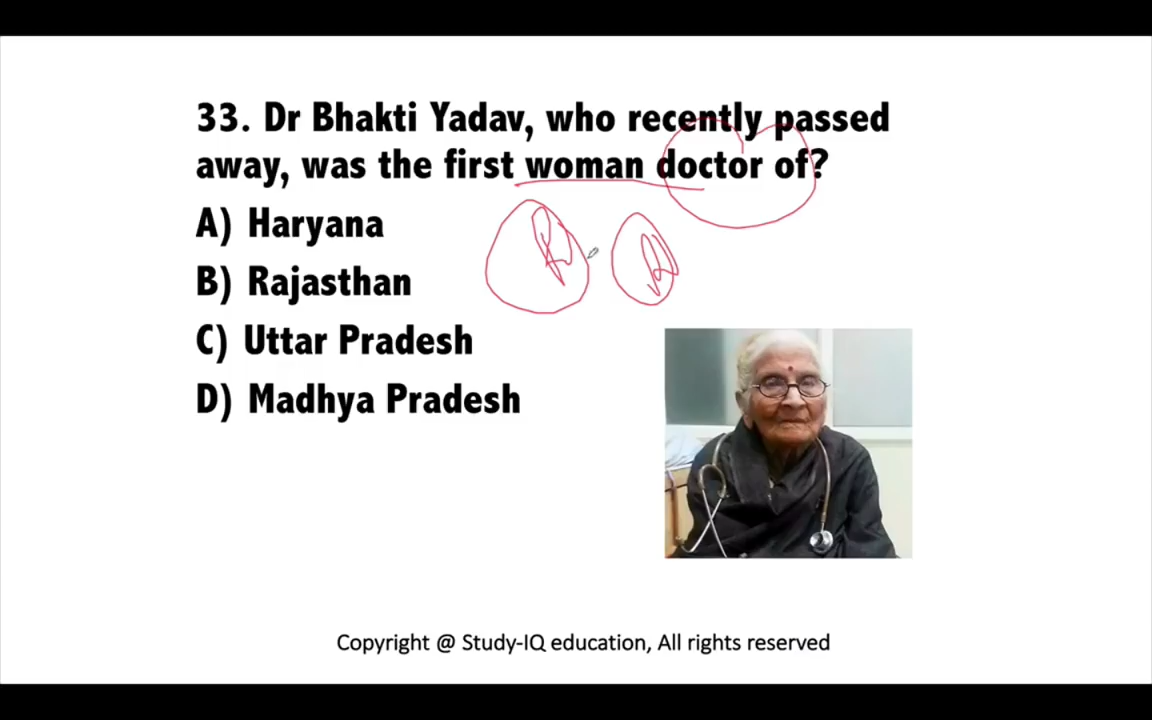 33. Dr Bhakti Yadav, who recently passed
away, was the first woman doctor of?
A) Haryana
B) Rajasthan
C) Uttar Pradesh
D) Madhya Pradesh
Copyright @ Study-IQ education, All rights reserved